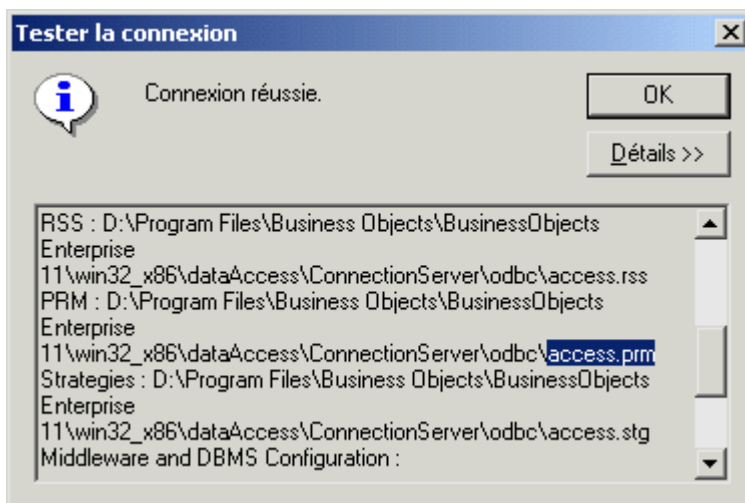 Tester la connexion
Connexion réussie.
OK
Détails >>
RSS : D:\Program Files\Business Objects\BusinessObjects
Enterprise
11\win32_x86\dataAccess\ConnectionServer\odbc\access.rss
PRM : D:\Program Files\Business Objects\BusinessObjects
Enterprise
11\win32_x86\dataAccess\ConnectionServer\odbc\access.prm
Strategies : D:\Program Files\Business Objects\BusinessObjects
Enterprise
11\win32_x86\dataAccess\ConnectionServer\odbc\access.stg
Middleware and DBMS Configuration :